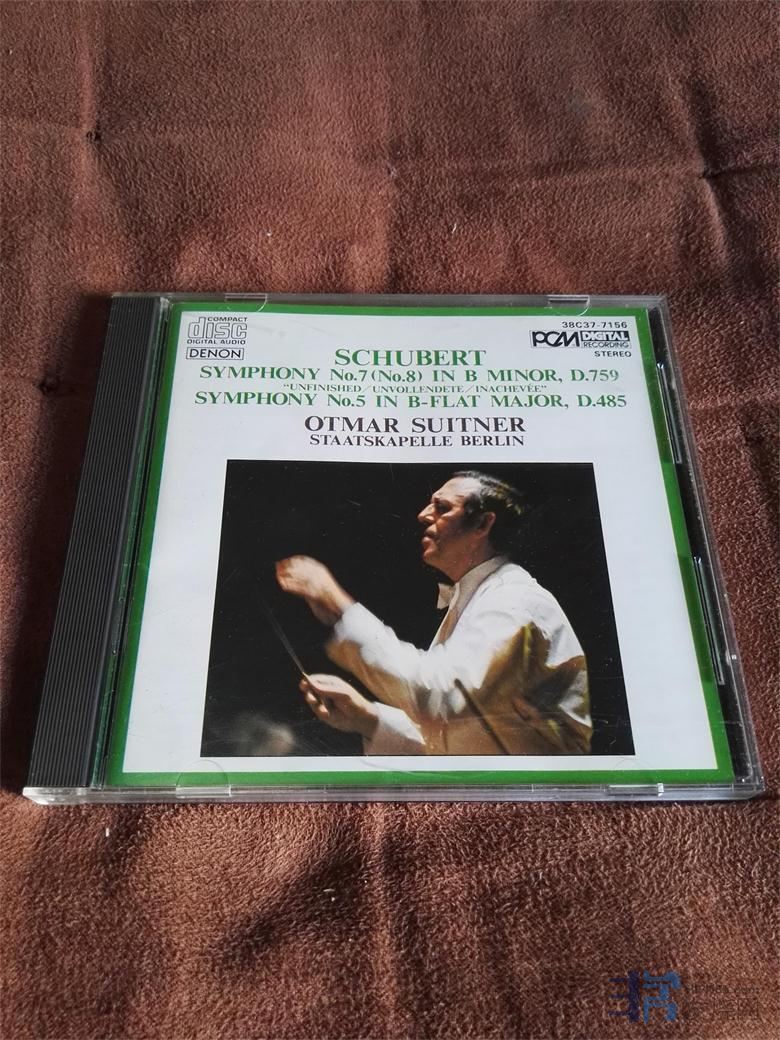 COMPACT
disc
DIGITAL AUDIO
DENON
38C37-7156
PCM DIGITAL
RECORDING
STEREO
SCHUBERT
SYMPHONY No.7 (No.8) IN B MINOR, D.759
“UNFINISHED/UNVOLLENDETE/INACHEVÉE”
SYMPHONY No.5 IN B-FLAT MAJOR, D.485
OTMAR SUITNER
STAATSKAPELLE BERLIN